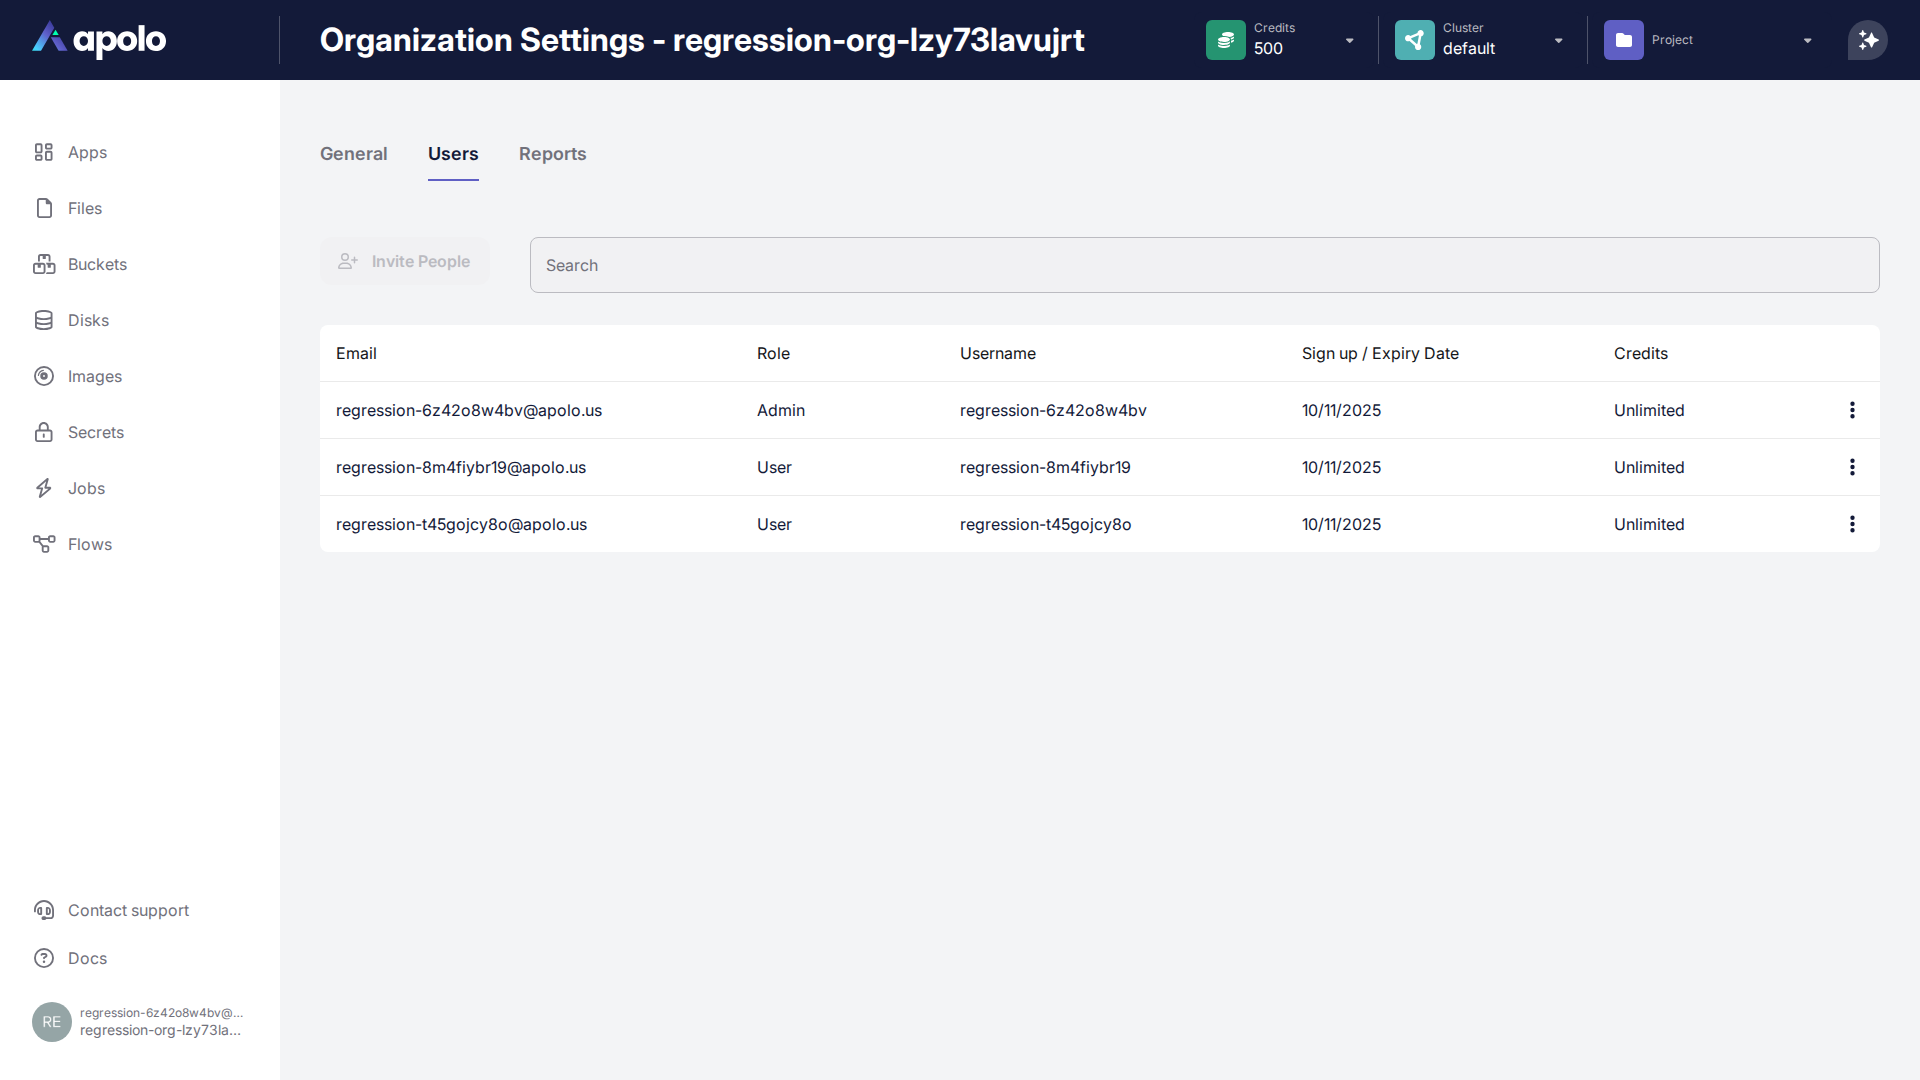 apolo
Organization Settings - regression-org-lzy73lavujrt
Credits
500
Cluster
default
Project
Apps
Files
Buckets
Disks
Images
Secrets
Jobs
Flows
General Users Reports
Invite People
Search
Email Role Username Sign up / Expiry Date Credits
regression-6z42o8w4bv@apolo.us Admin regression-6z42o8w4bv 10/11/2025 Unlimited
regression-8m4fiybr19@apolo.us User regression-8m4fiybr19 10/11/2025 Unlimited
regression-t45gojcy8o@apolo.us User regression-t45gojcy8o 10/11/2025 Unlimited
Contact support
Docs
RE
regression-6z42o8w4bv@...
regression-org-lzy73la...